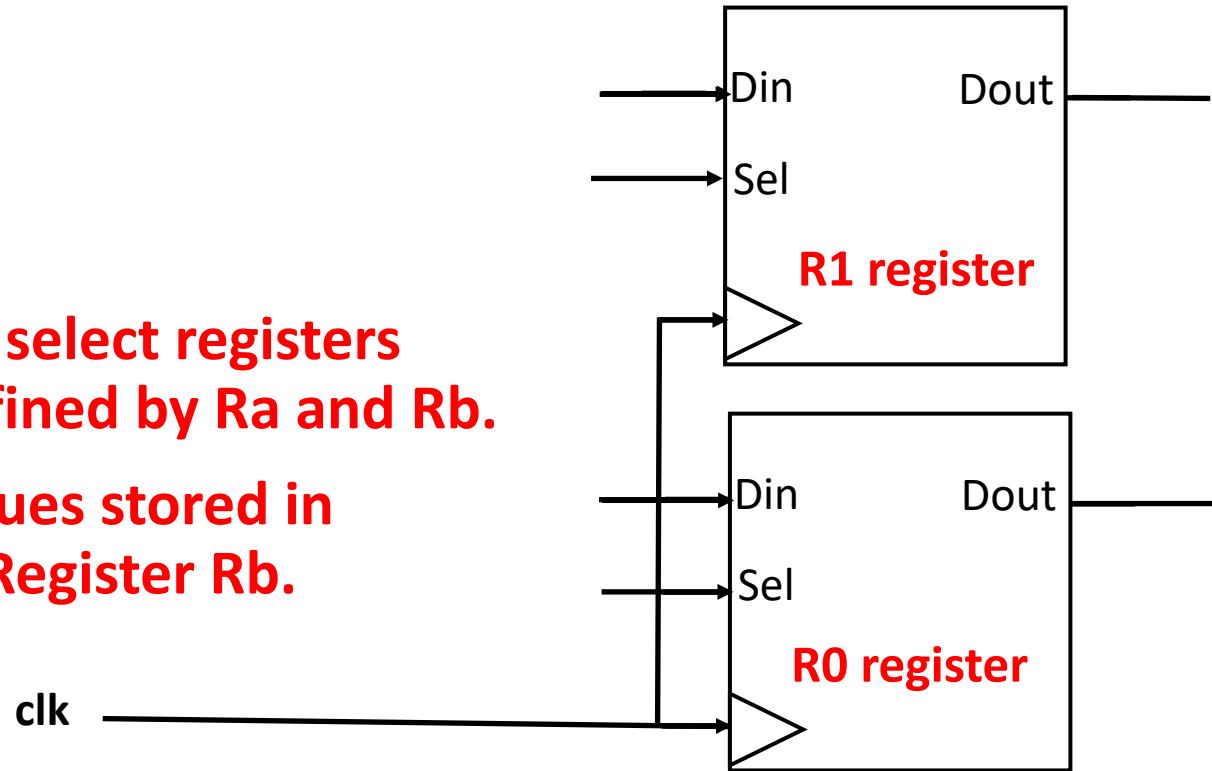 Din Dout
Sel
R1 register
select registers
fined by Ra and Rb.
Din Dout
ues stored in
Register Rb.
Sel
R0 register
clk